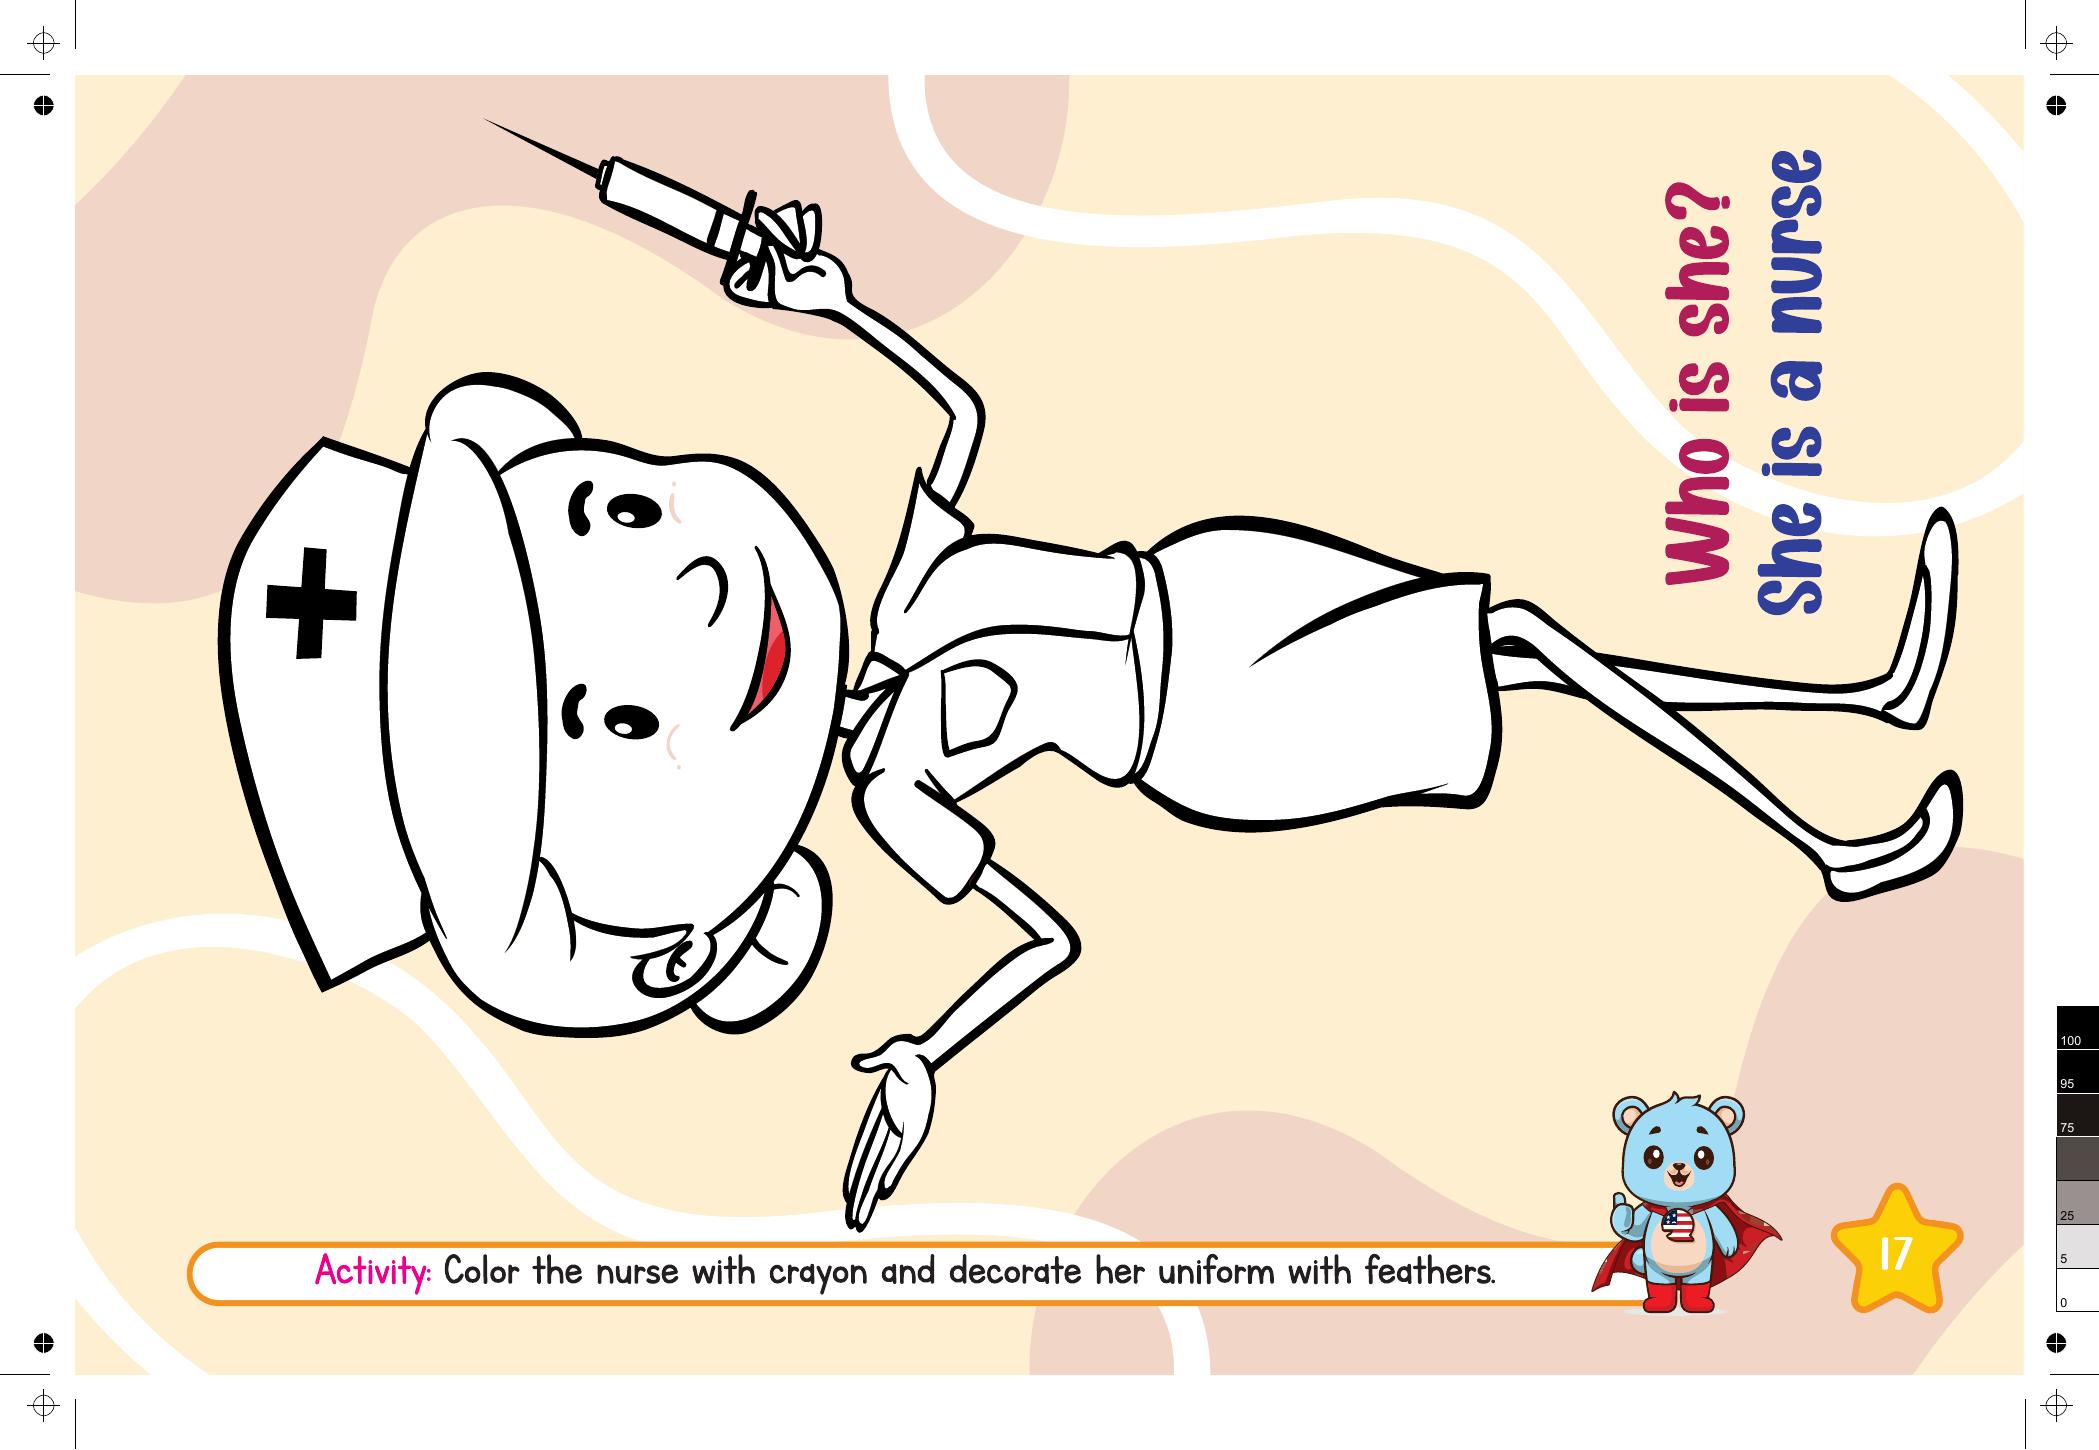 Who is she?
She is a nurse
Activity: Color the nurse with crayon and decorate her uniform with feathers.
17
100
95
75
25
5
0